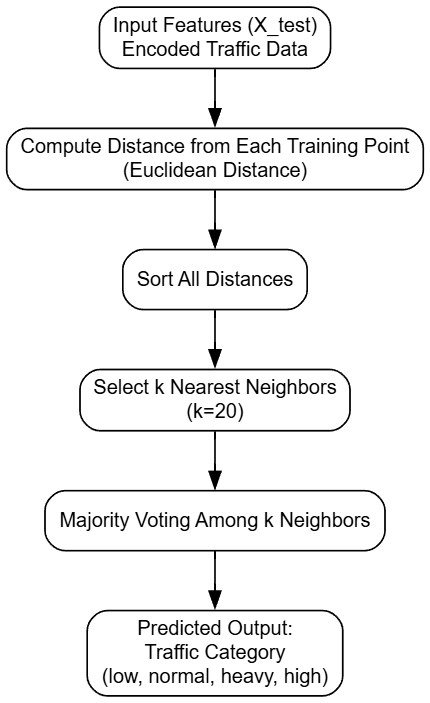 Input Features (X_test)
Encoded Traffic Data
Compute Distance from Each Training Point
(Euclidean Distance)
Sort All Distances
Select k Nearest Neighbors
(k=20)
Majority Voting Among k Neighbors
Predicted Output:
Traffic Category
(low, normal, heavy, high)